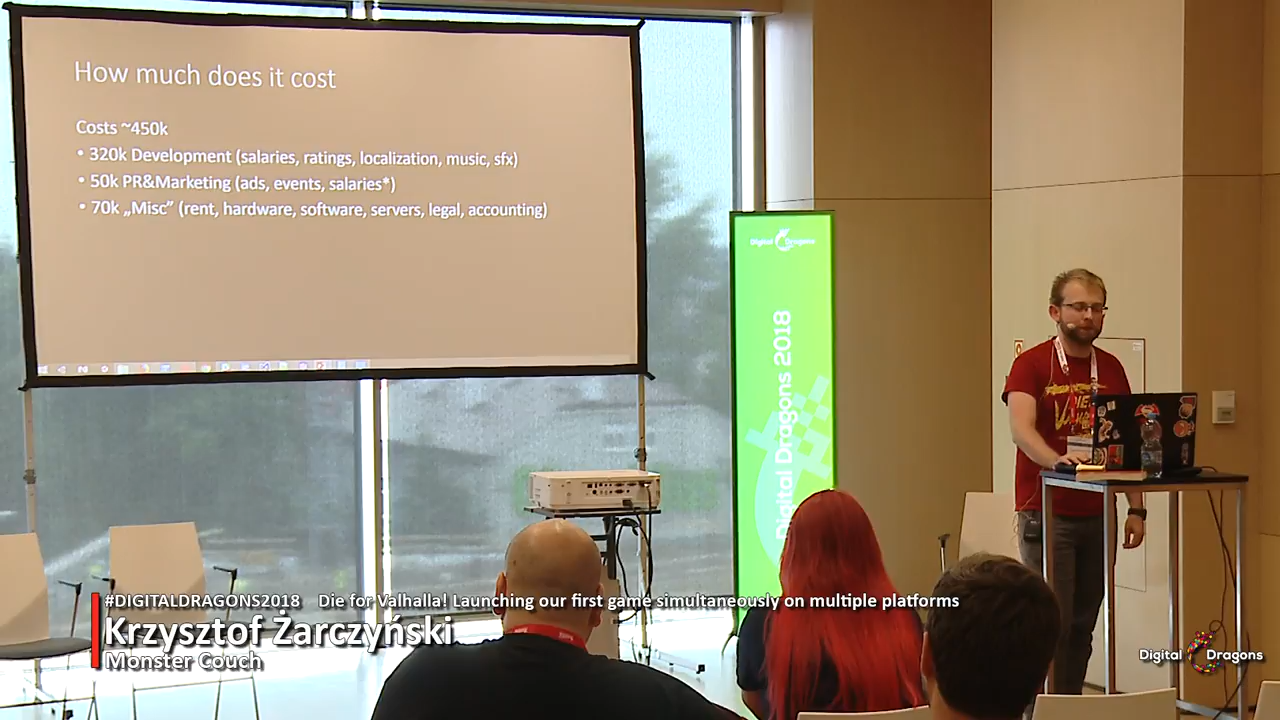 How much does it cost
Costs ~450k
• 320k Development (salaries, ratings, localization, music, sfx)
• 50k PR&Marketing (ads, events, salaries*)
• 70k „Misc” (rent, hardware, software, servers, legal, accounting)
Digital Dragons
Digital Dragons 2018
#DIGITALDRAGONS2018 Die for Valhalla! Launching our first game simultaneously on multiple platforms
Krzysztof Żarczyński
Monster Couch
Digital Dragons